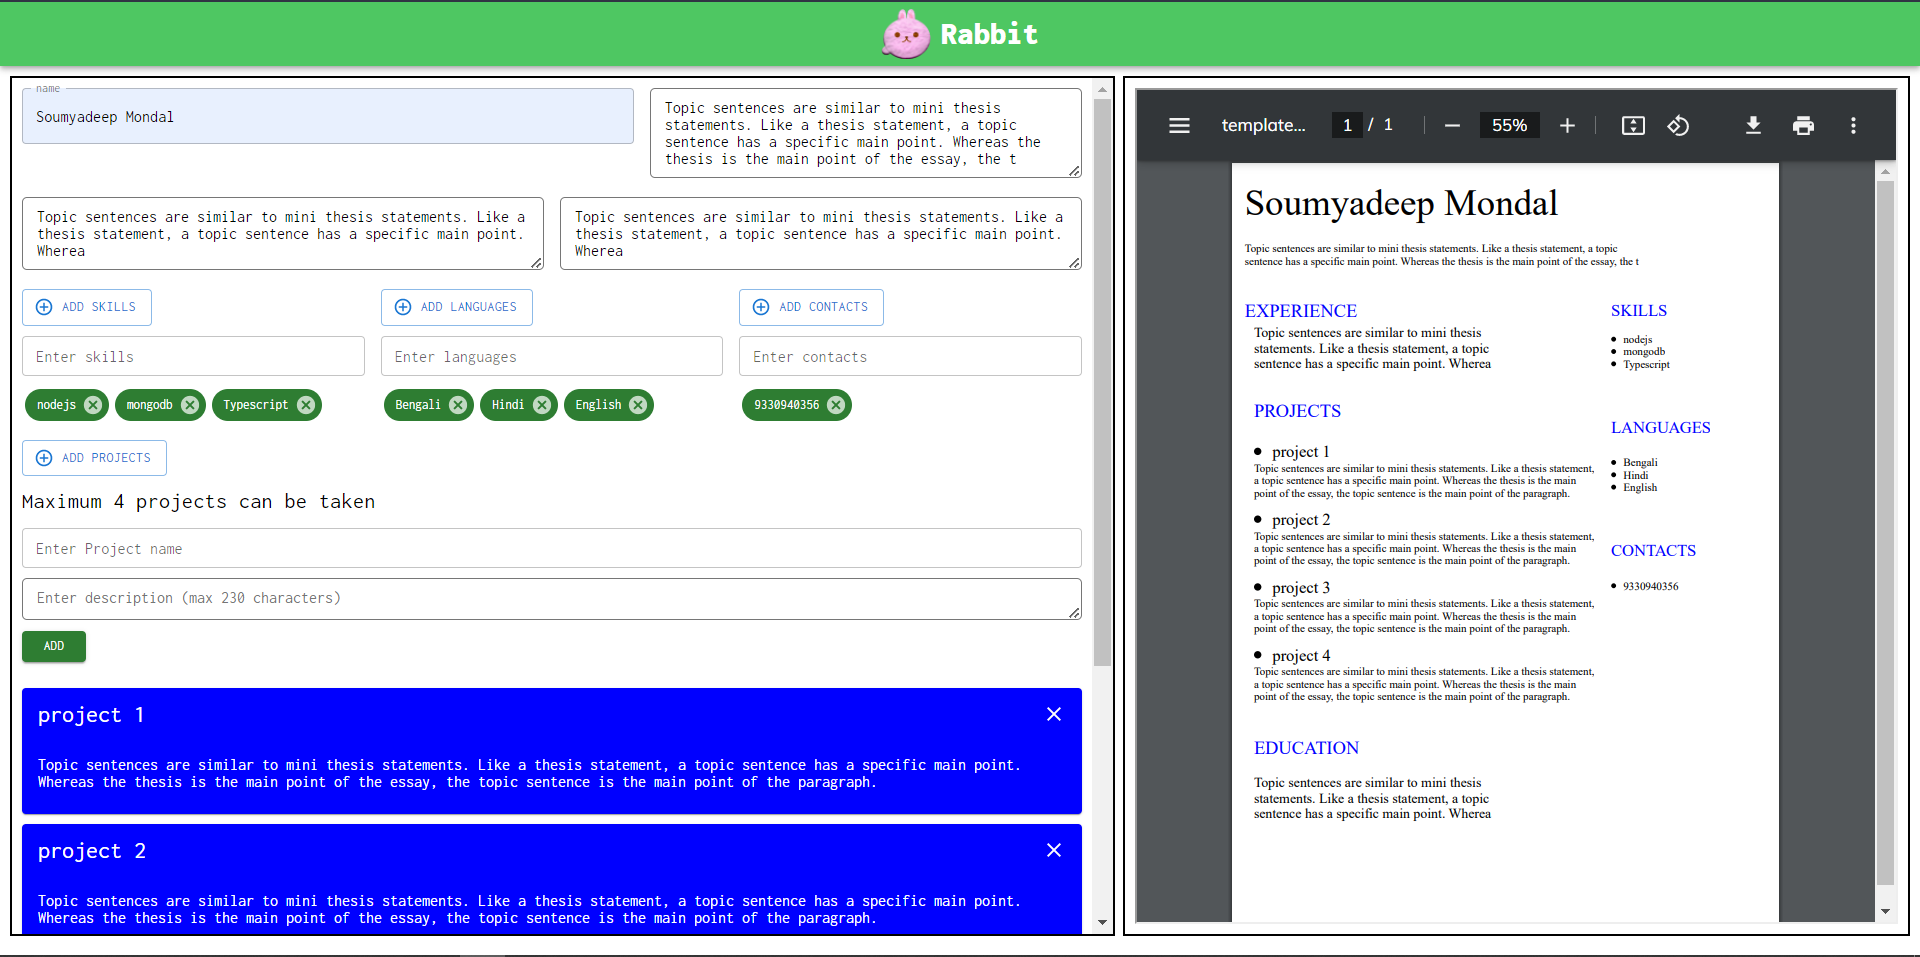 Rabbit
name
Soumyadeep Mondal
Topic sentences are similar to mini thesis
statements. Like a thesis statement, a topic
sentence has a specific main point. Whereas the
thesis is the main point of the essay, the t
Topic sentences are similar to mini thesis statements. Like a
thesis statement, a topic sentence has a specific main point.
Wherea
Topic sentences are similar to mini thesis statements. Like a
thesis statement, a topic sentence has a specific main point.
Wherea
ADD SKILLS
ADD LANGUAGES
ADD CONTACTS
Enter skills
Enter languages
Enter contacts
nodejs
mongodb
Typescript
Bengali
Hindi
English
9330940356
ADD PROJECTS
Maximum 4 projects can be taken
Enter Project name
Enter description (max 230 characters)
ADD
project 1
Topic sentences are similar to mini thesis statements. Like a thesis statement, a topic sentence has a specific main point.
Whereas the thesis is the main point of the essay, the topic sentence is the main point of the paragraph.
project 2
Topic sentences are similar to mini thesis statements. Like a thesis statement, a topic sentence has a specific main point.
Whereas the thesis is the main point of the essay, the topic sentence is the main point of the paragraph.
template...
1 / 1
55%
Soumyadeep Mondal
Topic sentences are similar to mini thesis statements. Like a thesis statement, a topic
sentence has a specific main point. Whereas the thesis is the main point of the essay, the t
EXPERIENCE
Topic sentences are similar to mini thesis
statements. Like a thesis statement, a topic
sentence has a specific main point. Wherea
PROJECTS
project 1
Topic sentences are similar to mini thesis statements. Like a thesis statement,
a topic sentence has a specific main point. Whereas the thesis is the main
point of the essay, the topic sentence is the main point of the paragraph.
project 2
Topic sentences are similar to mini thesis statements. Like a thesis statement,
a topic sentence has a specific main point. Whereas the thesis is the main
point of the essay, the topic sentence is the main point of the paragraph.
project 3
Topic sentences are similar to mini thesis statements. Like a thesis statement,
a topic sentence has a specific main point. Whereas the thesis is the main
point of the essay, the topic sentence is the main point of the paragraph.
project 4
Topic sentences are similar to mini thesis statements. Like a thesis statement,
a topic sentence has a specific main point. Whereas the thesis is the main
point of the essay, the topic sentence is the main point of the paragraph.
EDUCATION
Topic sentences are similar to mini thesis
statements. Like a thesis statement, a topic
sentence has a specific main point. Wherea
SKILLS
nodejs
mongodb
Typescript
LANGUAGES
Bengali
Hindi
English
CONTACTS
9330940356